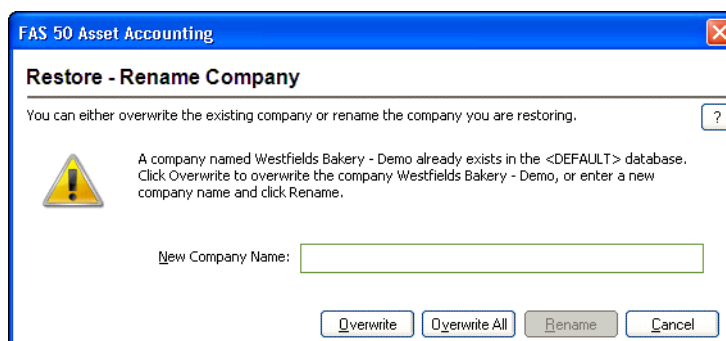 FAS 50 Asset Accounting
Restore - Rename Company
You can either overwrite the existing company or rename the company you are restoring.
?
A company named Westfields Bakery - Demo already exists in the <DEFAULT> database.
Click Overwrite to overwrite the company Westfields Bakery - Demo, or enter a new
company name and click Rename.
New Company Name:
Overwrite Overwrite All Rename Cancel